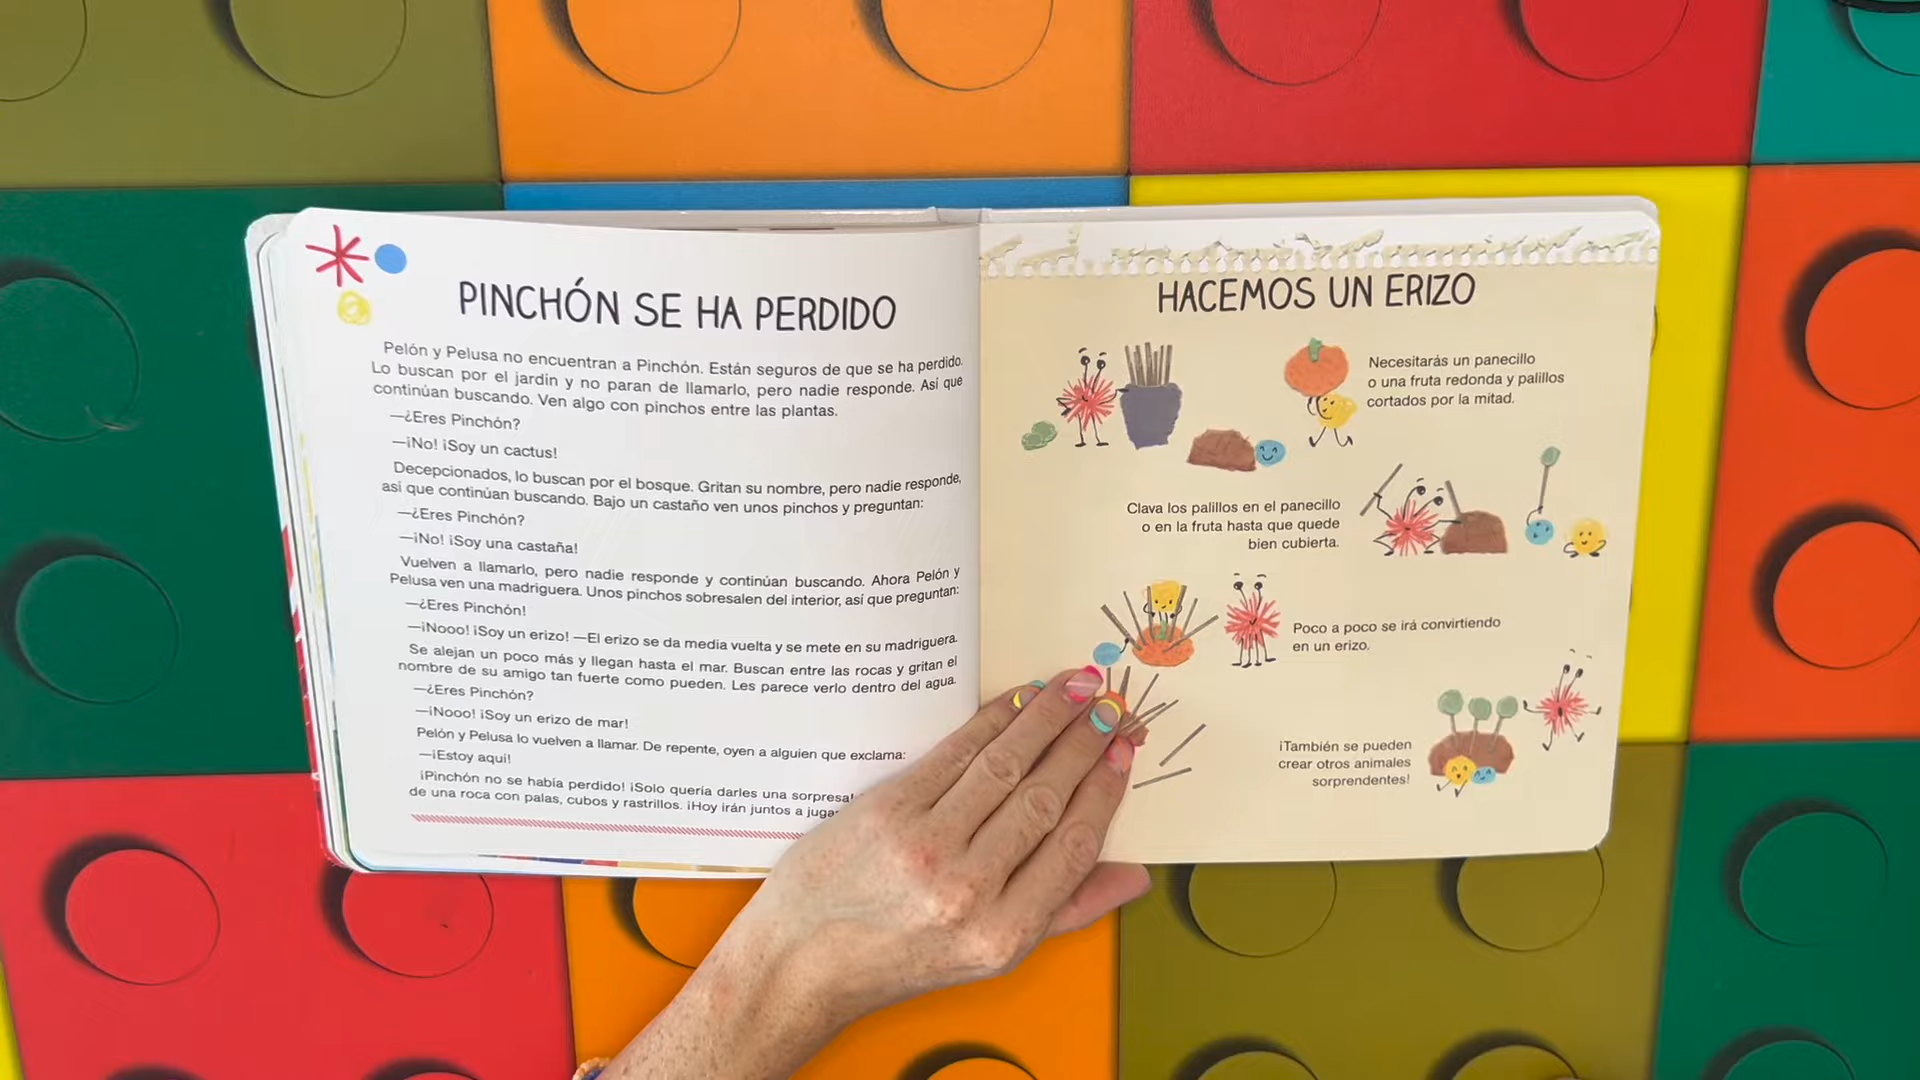 PINCHÓN SE HA PERDIDO
Pelón y Pelusa no encuentran a Pinchón. Están seguros de que se ha perdido.
Lo buscan por el jardín y no paran de llamarlo, pero nadie responde. Así que
continúan buscando. Ven algo con pinchos entre las plantas.
—¿Eres Pinchón?
—¡No! ¡Soy un cactus!
Decepcionados, lo buscan por el bosque. Gritan su nombre, pero nadie responde,
así que continúan buscando. Bajo un castaño ven unos pinchos y preguntan:
—¿Eres Pinchón?
—¡No! ¡Soy una castaña!
Vuelven a llamarlo, pero nadie responde y continúan buscando. Ahora Pelón y
Pelusa ven una madriguera. Unos pinchos sobresalen del interior, así que preguntan:
—¿Eres Pinchón!
—¡Nooo! ¡Soy un erizo! —El erizo se da media vuelta y se mete en su madriguera.
Se alejan un poco más y llegan hasta el mar. Buscan entre las rocas y gritan el
nombre de su amigo tan fuerte como pueden. Les parece verlo dentro del agua.
—¿Eres Pinchón?
—¡Nooo! ¡Soy un erizo de mar!
Pelón y Pelusa lo vuelven a llamar. De repente, oyen a alguien que exclama:
—¡Estoy aquí!
¡Pinchón no se había perdido! ¡Solo quería darles una sorpresa!
de una roca con palas, cubos y rastrillos. ¡Hoy irán juntos a
HACEMOS UN ERIZO
Necesitarás un panecillo
o una fruta redonda y palillos
cortados por la mitad.
Clava los palillos en el panecillo
o en la fruta hasta que quede
bien cubierta.
Poco a poco se irá convirtiendo
en un erizo.
¡También se pueden
crear otros animales
sorprendentes!